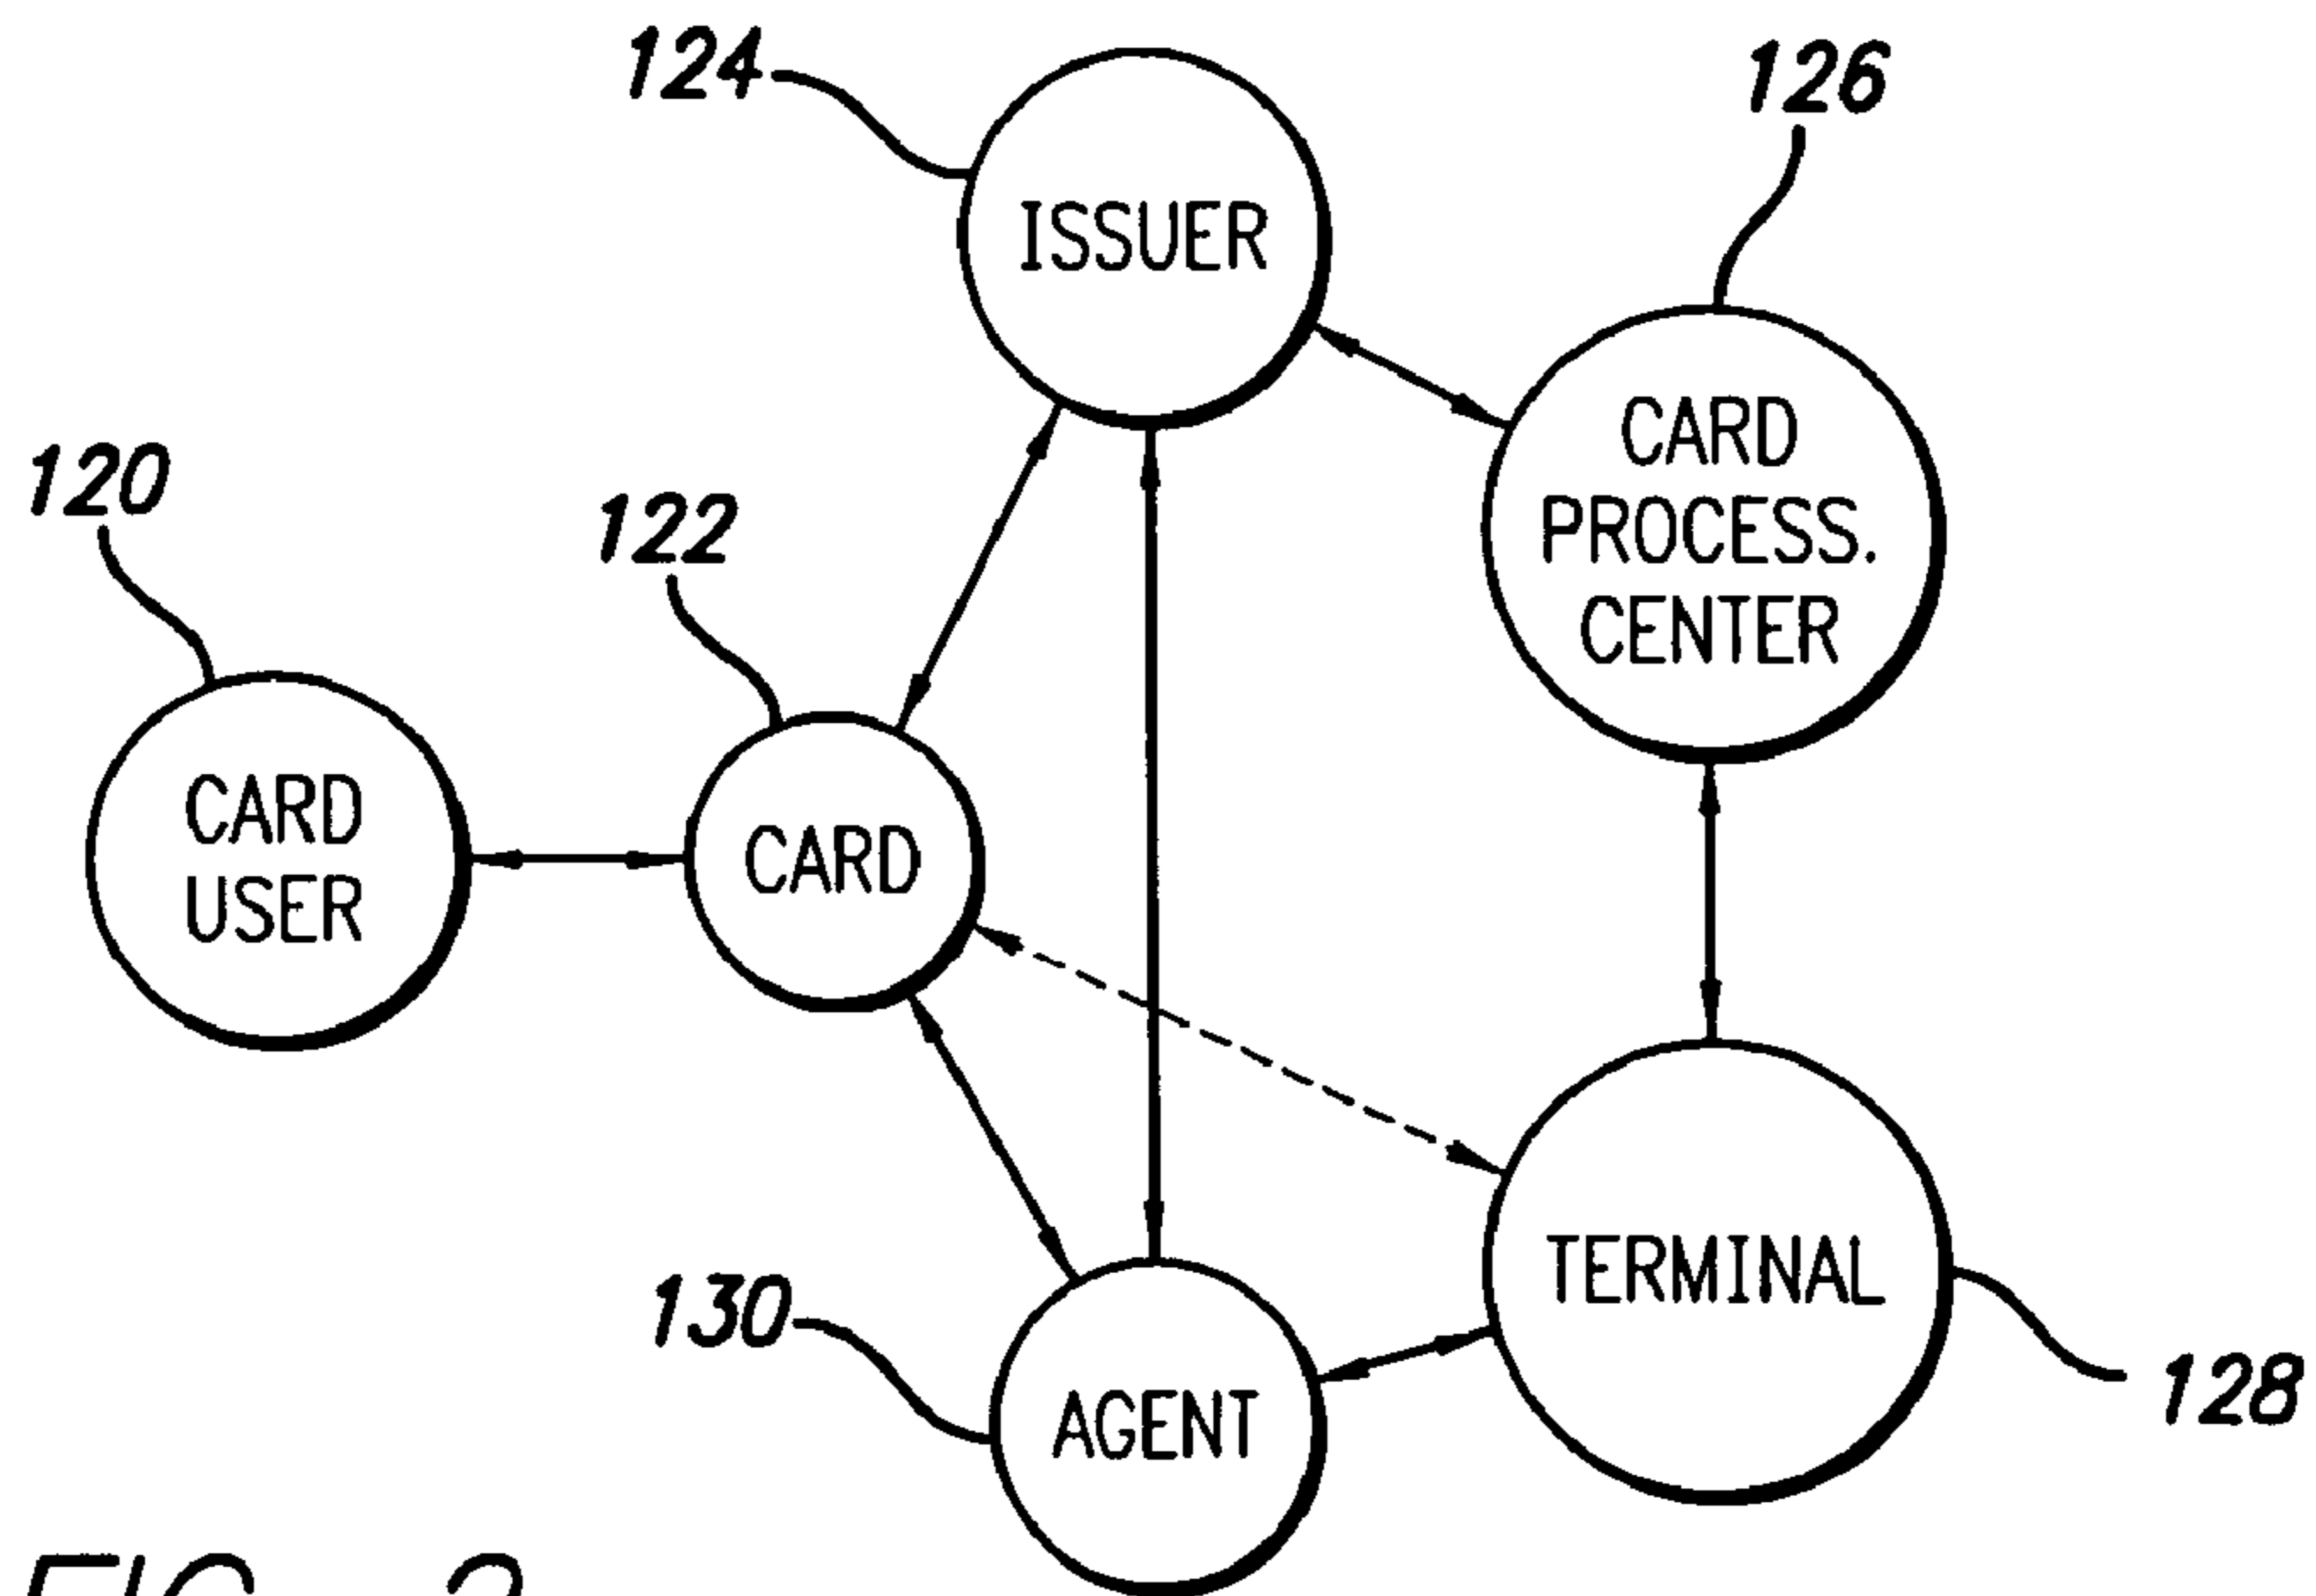 124
126
ISSUER
CARD
PROCESS.
CENTER
120
122
CARD
USER
CARD
TERMINAL
130
AGENT
128